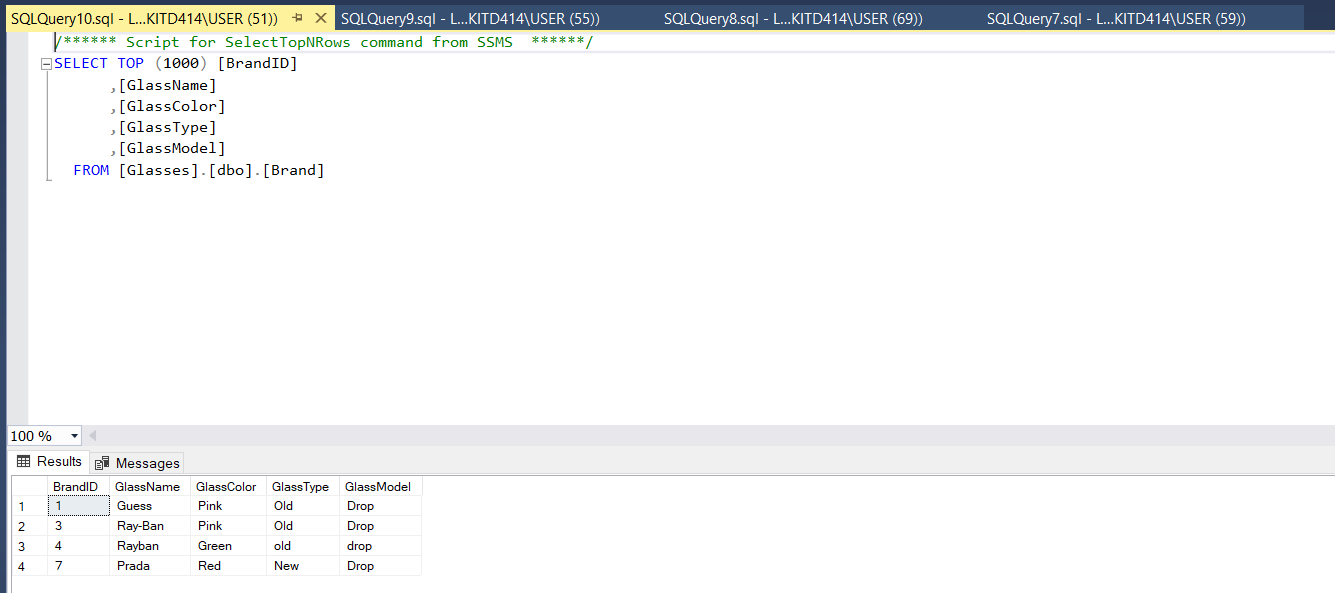 SQLQuery10.sql - L...KITD414\USER (51)) SQLQuery9.sql - L...KITD414\USER (55)) SQLQuery8.sql - L...KITD414\USER (69)) SQLQuery7.sql - L...KITD414\USER (59))
/****** Script for SelectTopNRows command from SSMS  ******/
SELECT TOP (1000) [BrandID]
,[GlassName]
,[GlassColor]
,[GlassType]
,[GlassModel]
FROM [Glasses].[dbo].[Brand]
100 %
Results Messages
BrandID GlassName GlassColor GlassType GlassModel
1 1 Guess Pink Old Drop
2 3 Ray-Ban Pink Old Drop
3 4 Rayban Green old drop
4 7 Prada Red New Drop